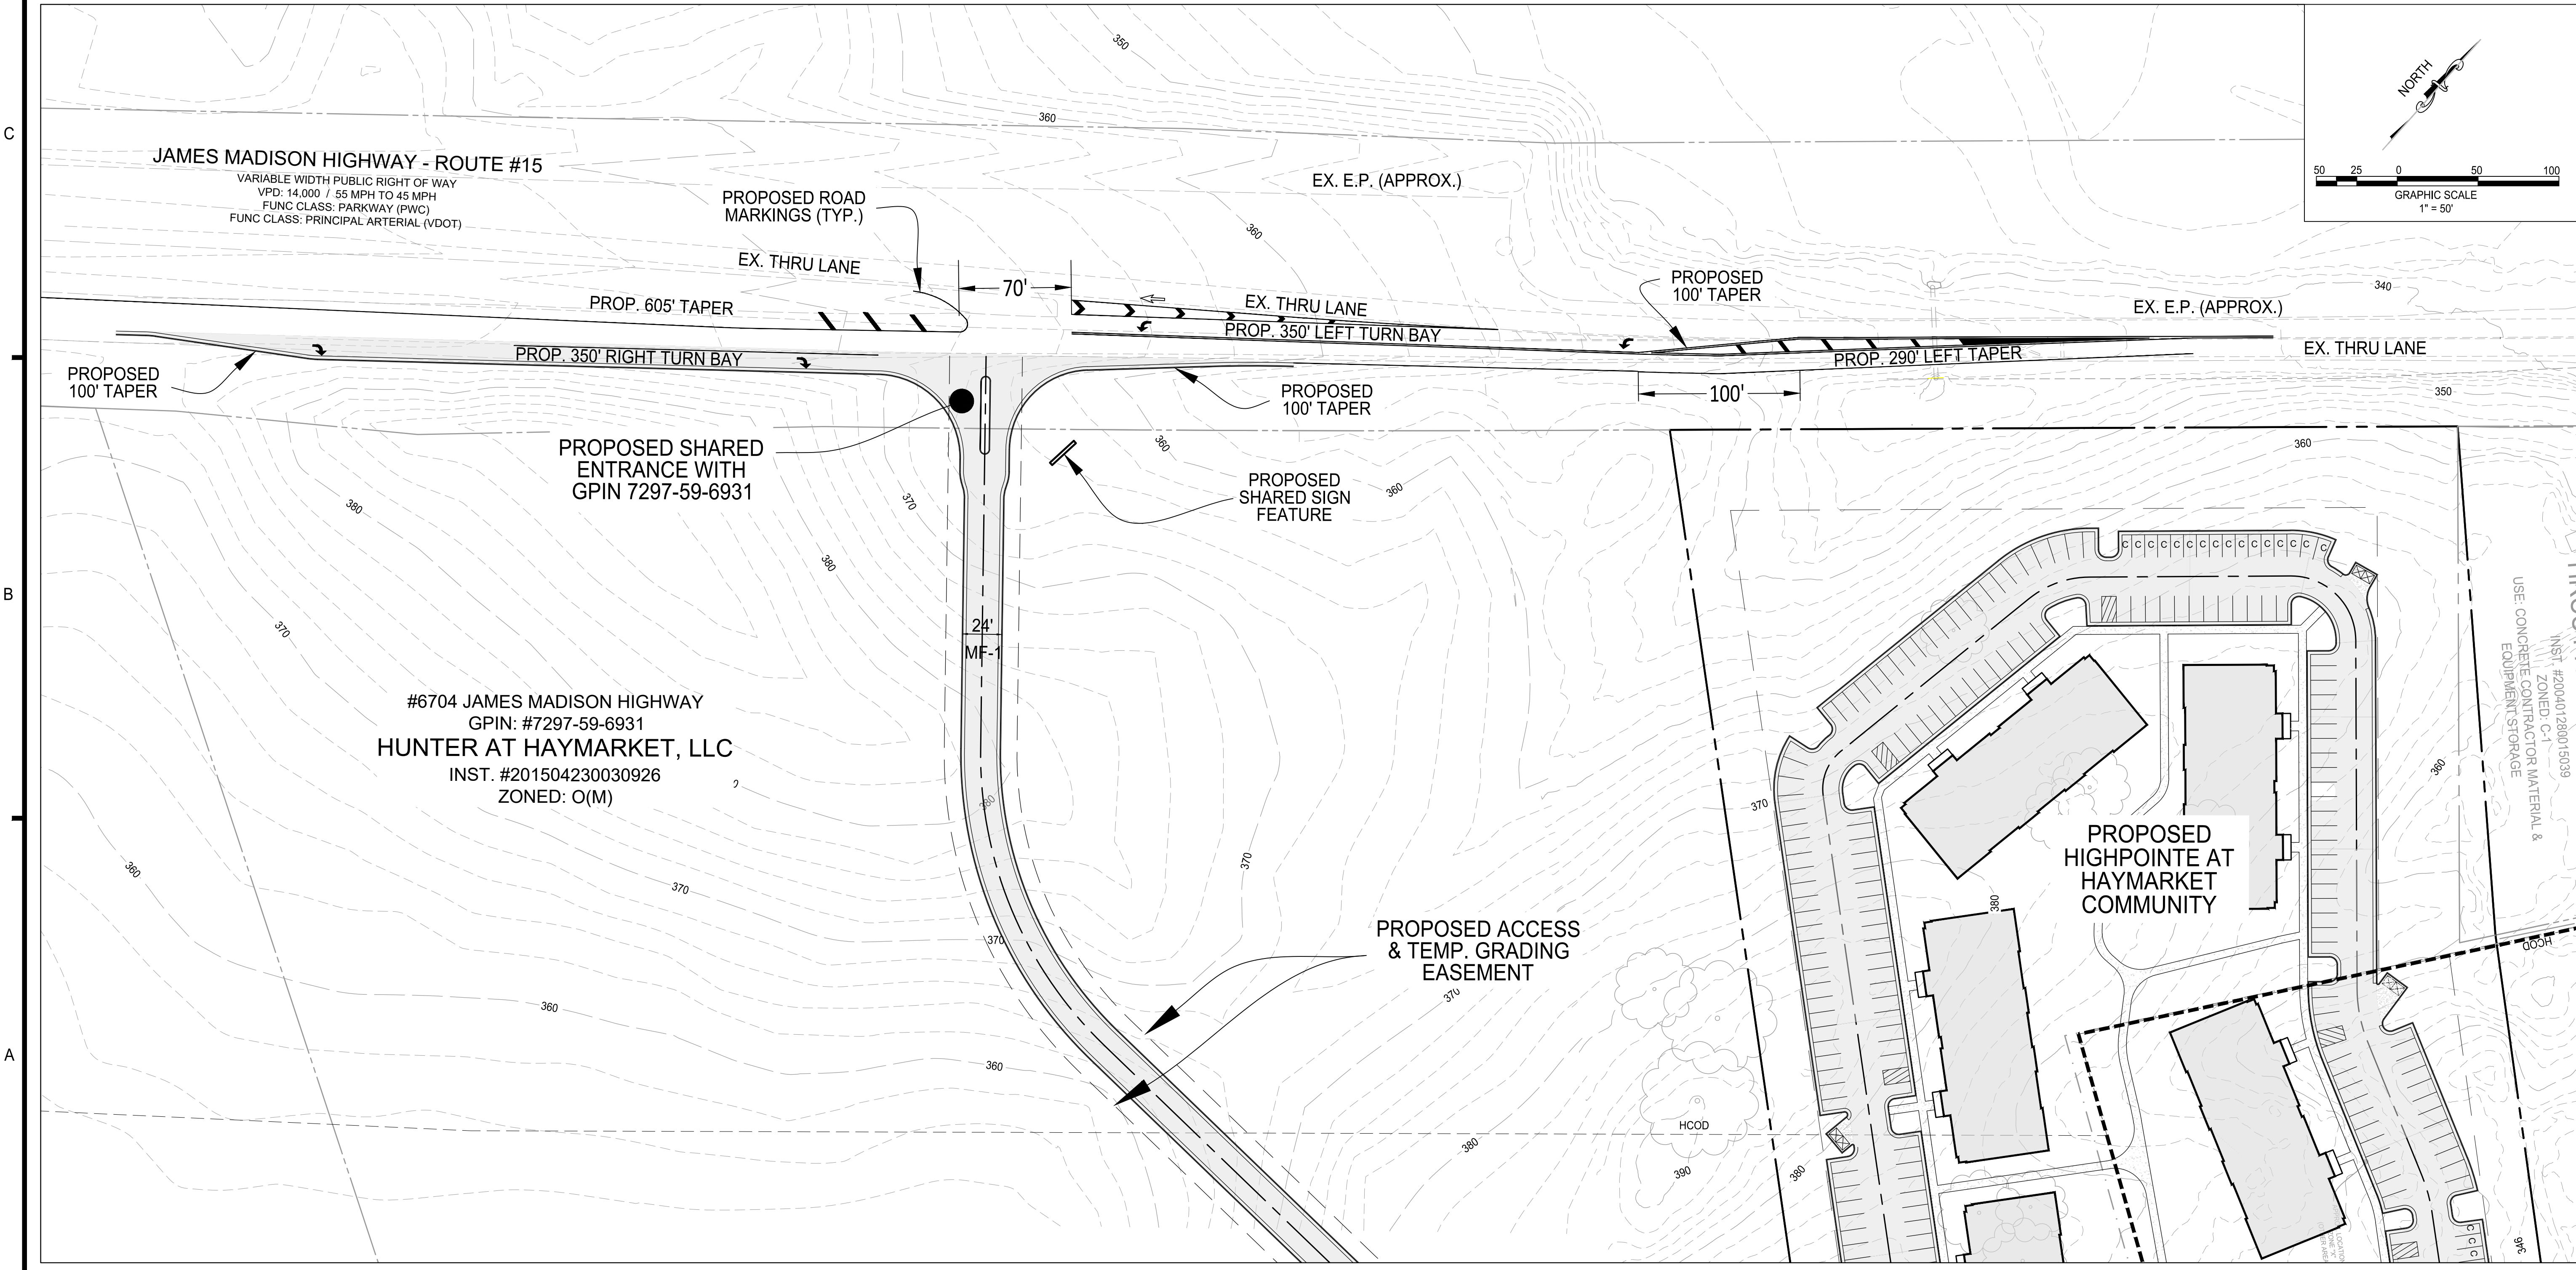 C
B
A
350
360
JAMES MADISON HIGHWAY - ROUTE #15
VARIABLE WIDTH PUBLIC RIGHT OF WAY
VPD: 14,000 / 55 MPH TO 45 MPH
FUNC CLASS: PARKWAY (PWC)
FUNC CLASS: PRINCIPAL ARTERIAL (VDOT)
PROPOSED ROAD
MARKINGS (TYP.)
EX. E.P. (APPROX.)
NORTH
50 25 0 50 100
GRAPHIC SCALE
1" = 50'
360
EX. THRU LANE
70'
PROP. 605' TAPER
EX. THRU LANE
PROP. 350' LEFT TURN BAY
PROPOSED
100' TAPER
340
EX. E.P. (APPROX.)
EX. THRU LANE
PROP. 290' LEFT TAPER
100'
350
PROP. 350' RIGHT TURN BAY
PROPOSED
100' TAPER
PROPOSED
100' TAPER
PROPOSED SHARED
ENTRANCE WITH
GPIN 7297-59-6931
PROPOSED
SHARED SIGN
FEATURE
360
360
360
380
370
380
370
24'
MF-1
#6704 JAMES MADISON HIGHWAY
GPIN: #7297-59-6931
HUNTER AT HAYMARKET, LLC
INST. #201504230030926
ZONED: O(M)
380
C C C C C C C C C C C C C C C C
INST. #200401280015039
ZONED: C-1
USE: CONCRETE CONTRACTOR MATERIAL &
EQUIPMENT STORAGE
360
370
PROPOSED
HIGHPOINTE AT
HAYMARKET
COMMUNITY
380
360
370
370
370
PROPOSED ACCESS
& TEMP. GRADING
EASEMENT
370
HCOD
360
360
HCOD
380
390
380
C
C
C
346